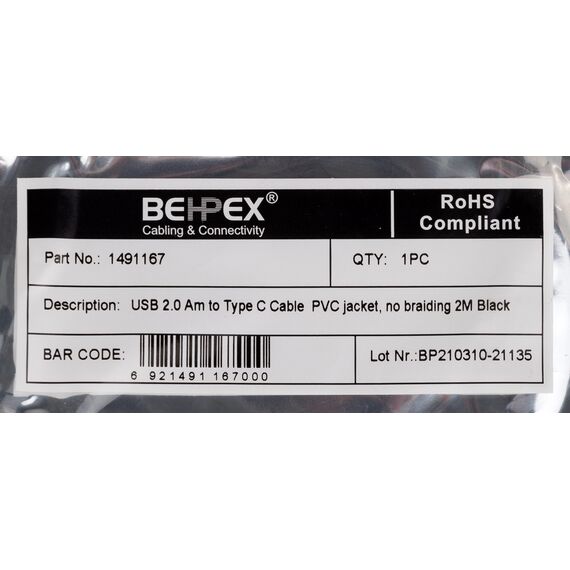 BEHPEX®
Cabling & Connectivity
RoHS
Compliant
Part No.: 1491167
QTY: 1PC
Description: USB 2.0 Am to Type C Cable PVC jacket, no braiding 2M Black
BAR CODE:
6 921491 167000
Lot Nr.:BP210310-21135